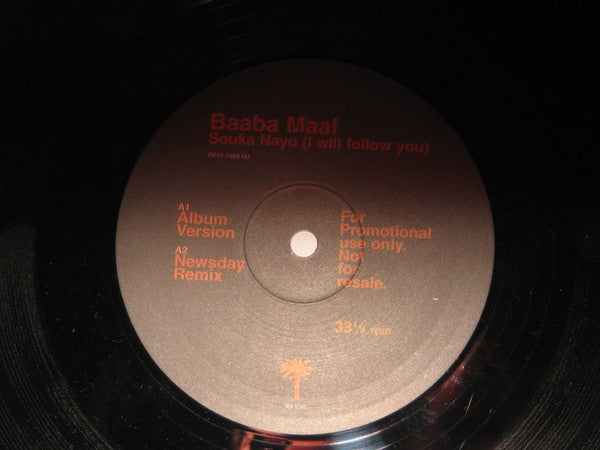 Baaba Maal
Souka Nayo (I will follow you)
A1
Album
Version
A2
Newsday
Remix
For
Promotional
use only.
Not
for
resale.
33⅓ rpm